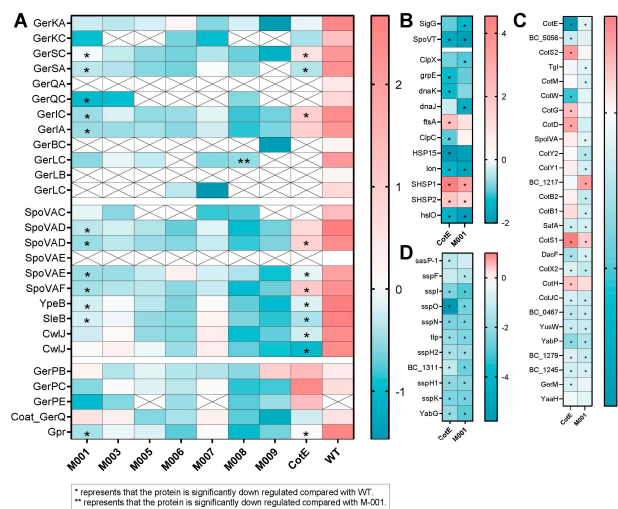 A
GerKA
GerKC
GerSC
GerSA
GerQA
GerQC
GerIC
GerIA
GerBC
GerLC
GerLB
GerLC
SpoVAC
SpoVAD
SpoVAD
SpoVAE
SpoVAE
SpoVAF
YpeB
SleB
CwlJ
CwlJ
GerPB
GerPC
GerPE
Coat_GerQ
Gpr
* * * * * * * * * * * * * * * * * * * * * **
M001 M003 M005 M006 M007 M008 M009 CotE WT
2
1
0
-1
B
SigG
SpoVT
ClpX
grpE
dnaK
dnaJ
ftsA
ClpC
HSP15
lon
SHSP1
SHSP2
hslO
CotE M001
4
2
0
-2
C
CotE
BC_5056
CotS2
TgI
CotM
CotW
CotG
CotD
SpoIVA
CotY2
CotY1
BC_1217
CotB2
CotB1
SafA
CotS1
DacF
CotX2
CotH
CotJC
BC_0467
YusW
YabP
BC_1279
BC_1245
GerM
YaaH
CotE M001
D
sasP-1
sspF
sspI
sspO
sspN
tlp
sspH2
BC_1311
sspH1
sspK
YabG
CotE M001
0
-2
-4
* represents that the protein is significantly down regulated compared with WT.
** represents that the protein is significantly down regulated compared with M-001.